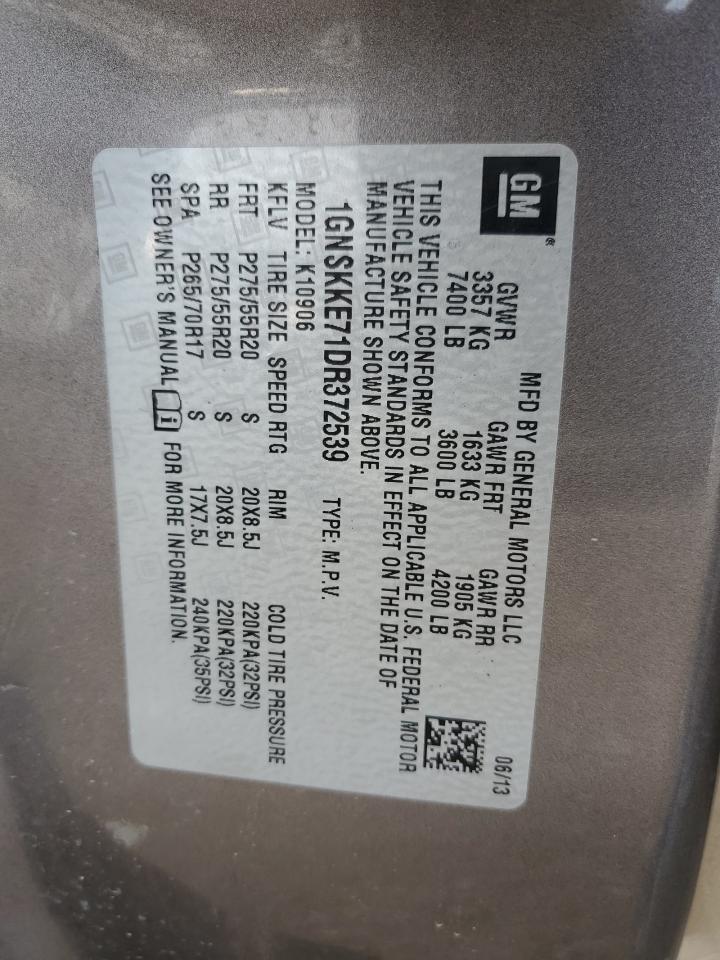 GM®
MFD BY GENERAL MOTORS LLC 06/13
GVWR GAWR FRT GAWR RR
3357 KG 1633 KG 1905 KG
7400 LB 3600 LB 4200 LB
THIS VEHICLE CONFORMS TO ALL APPLICABLE U.S. FEDERAL MOTOR
VEHICLE SAFETY STANDARDS IN EFFECT ON THE DATE OF
MANUFACTURE SHOWN ABOVE.
1GNSKKE71DR372539 TYPE: M.P.V.
MODEL: K10906
KFLV TIRE SIZE SPEED RTG RIM COLD TIRE PRESSURE
FRT P275/55R20 S 20X8.5J 220KPA(32PSI)
RR P275/55R20 S 20X8.5J 220KPA(32PSI)
SPA P265/70R17 S 17X7.5J 240KPA(35PSI)
SEE OWNER'S MANUAL i FOR MORE INFORMATION.